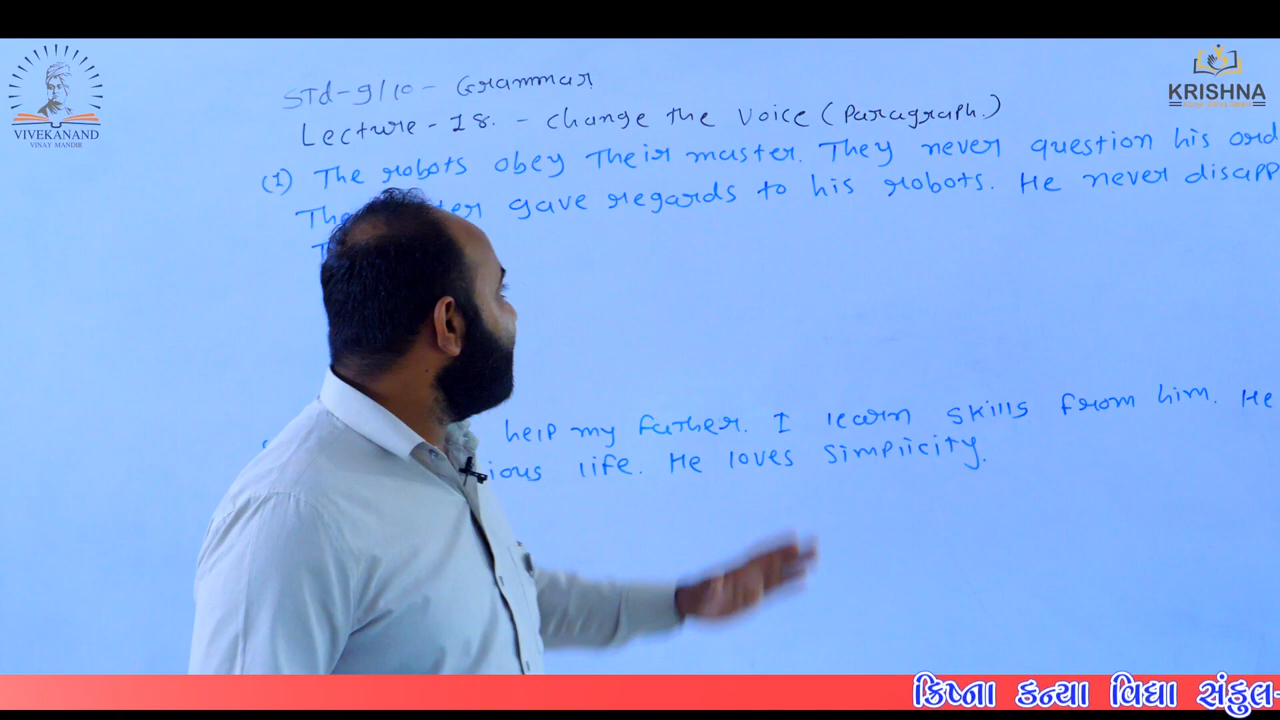 VIVEKANAND
VINAY MANDIR
KRISHNA
STd-9/10 - Grammar
Lecture - 18. - change the voice (Paragraph.)
(1) The robots obey Their master. They never question his ord
gave regards to his robots. He never disapp
help my father. I learn skills from him. He
ious life. He loves simplicity.
ક્રિષ્ના કન્યા વિદ્યા સંકુલ-